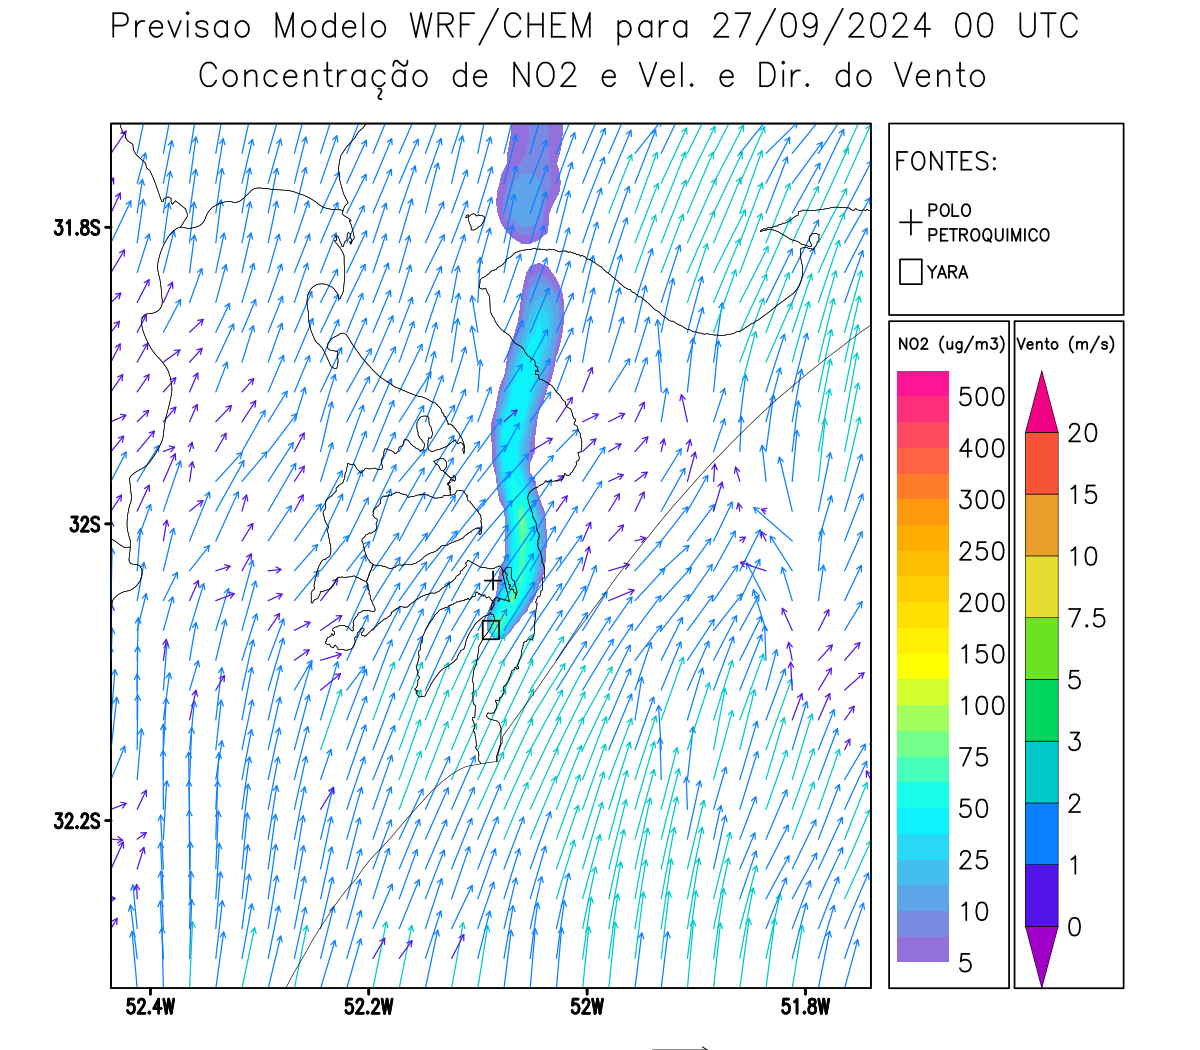 Previsao Modelo WRF/CHEM para 27/09/2024 00 UTC
Concentração de NO2 e Vel. e Dir. do Vento
FONTES:
POLO
PETROQUIMICO
YARA
NO2 (ug/m3)
500
400
300
250
200
150
100
75
50
25
10
5
Vento (m/s)
20
15
10
7.5
5
3
2
1
0
31.8S
32S
32.2S
52.4W 52.2W 52W 51.8W